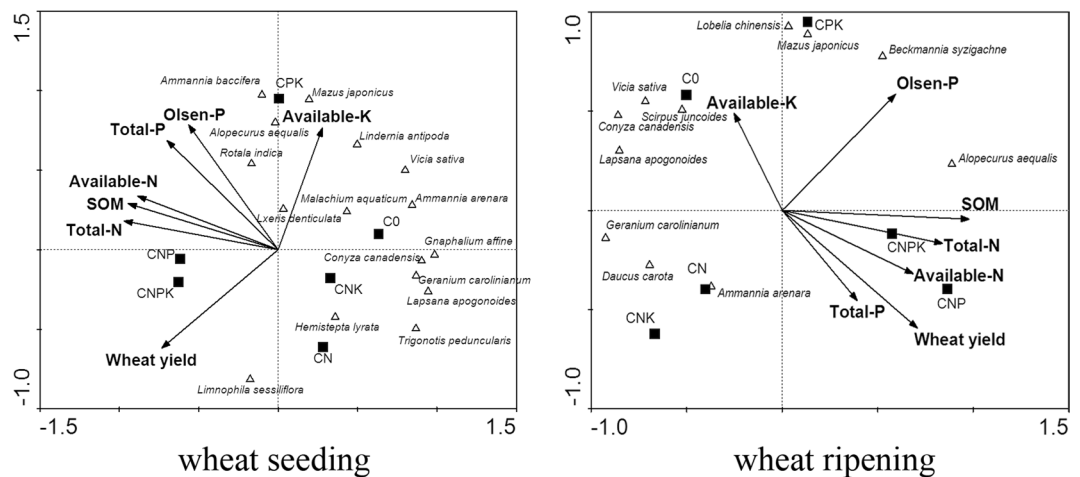 1.5
Ammannia baccifera
CPK
Mazus japonicus
Olsen-P
Available-K
Total-P
Alopecurus aequalis
Lindernia antipoda
Rotala indica
Vicia sativa
Available-N
SOM
Malachium aquaticum
Ammannia arenara
Lxeris denticulata
Total-N
C0
Gnaphalium affine
CNP
Conyza canadensis
CNPK
CNK
Geranium carolinianum
Lapsana apogonoides
Hemistepta lyrata
Trigonotis peduncularis
Wheat yield
CN
Limnophila sessiliflora
-1.0
-1.5
1.5
wheat seeding
1.0
Lobelia chinensis
CPK
Mazus japonicus
Beckmannia syzigachne
C0
Vicia sativa
Available-K
Olsen-P
Scirpus juncoides
Conyza canadensis
Lapsana apogonoides
Alopecurus aequalis
SOM
Geranium carolinianum
CNPK
Total-N
Daucus carota
CN
Available-N
Ammannia arenara
CNP
Total-P
CNK
Wheat yield
-1.0
-1.0
1.5
wheat ripening